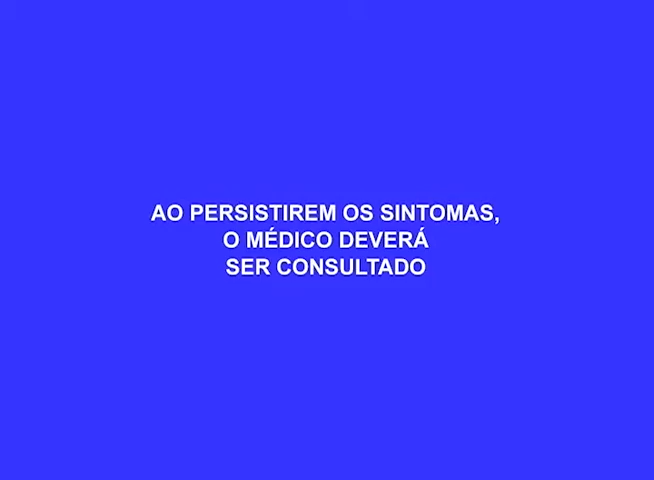 AO PERSISTIREM OS SINTOMAS,
O MÉDICO DEVERÁ
SER CONSULTADO